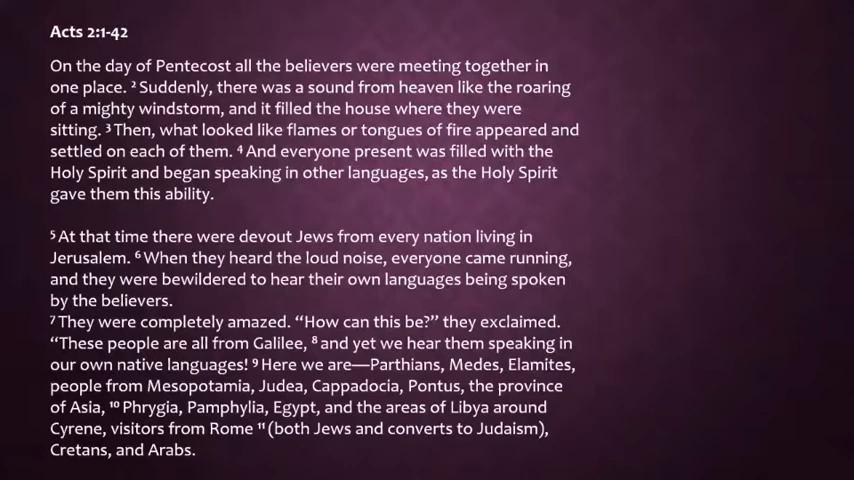 Acts 2:1-42
On the day of Pentecost all the believers were meeting together in
one place. ² Suddenly, there was a sound from heaven like the roaring
of a mighty windstorm, and it filled the house where they were
sitting. ³ Then, what looked like flames or tongues of fire appeared and
settled on each of them. ⁴ And everyone present was filled with the
Holy Spirit and began speaking in other languages, as the Holy Spirit
gave them this ability.
⁵ At that time there were devout Jews from every nation living in
Jerusalem. ⁶ When they heard the loud noise, everyone came running,
and they were bewildered to hear their own languages being spoken
by the believers.
⁷ They were completely amazed. “How can this be?” they exclaimed.
“These people are all from Galilee, ⁸ and yet we hear them speaking in
our own native languages! ⁹ Here we are—Parthians, Medes, Elamites,
people from Mesopotamia, Judea, Cappadocia, Pontus, the province
of Asia, ¹⁰ Phrygia, Pamphylia, Egypt, and the areas of Libya around
Cyrene, visitors from Rome ¹¹ (both Jews and converts to Judaism),
Cretans, and Arabs.